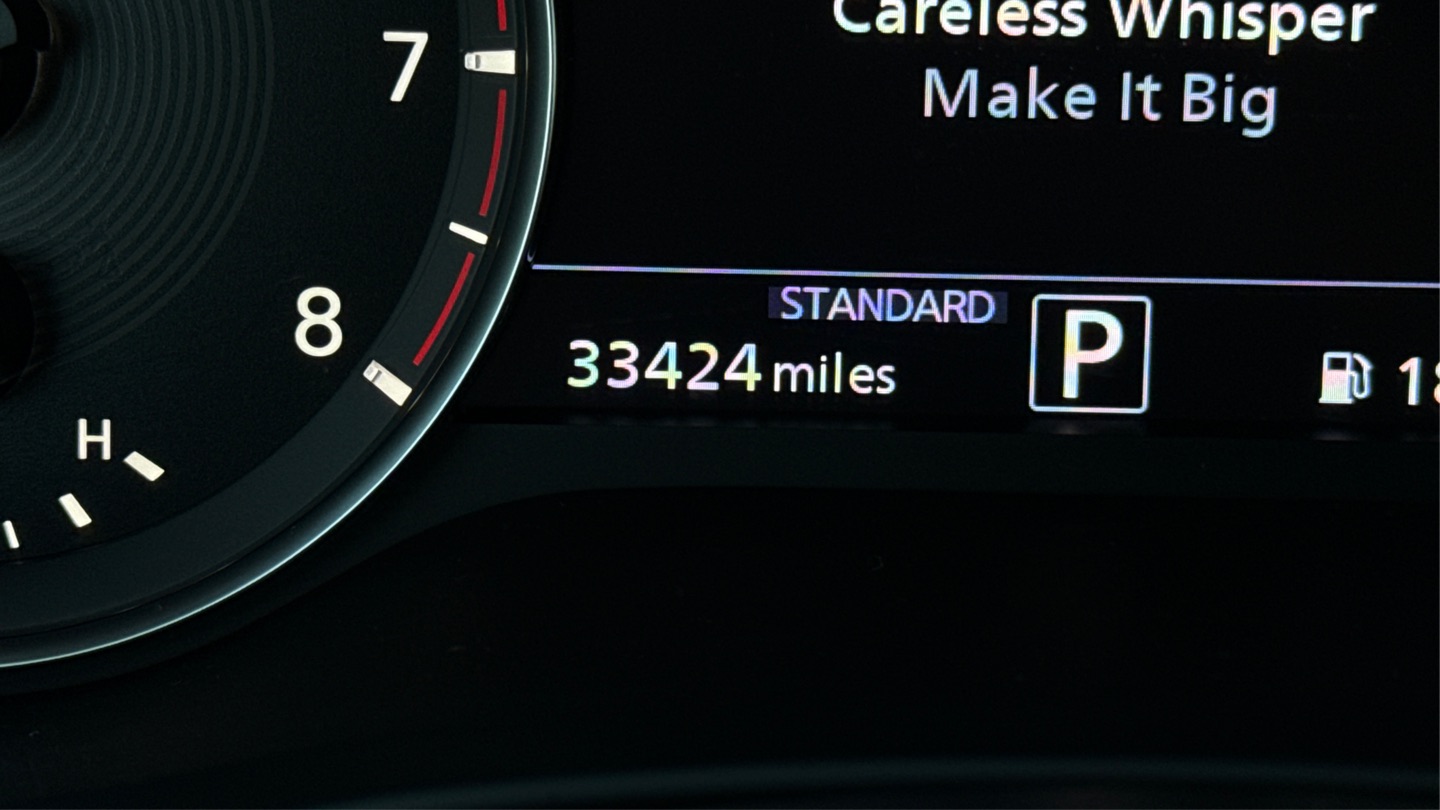 Careless Whisper
Make It Big
7
STANDARD
8
33424 miles
P
H